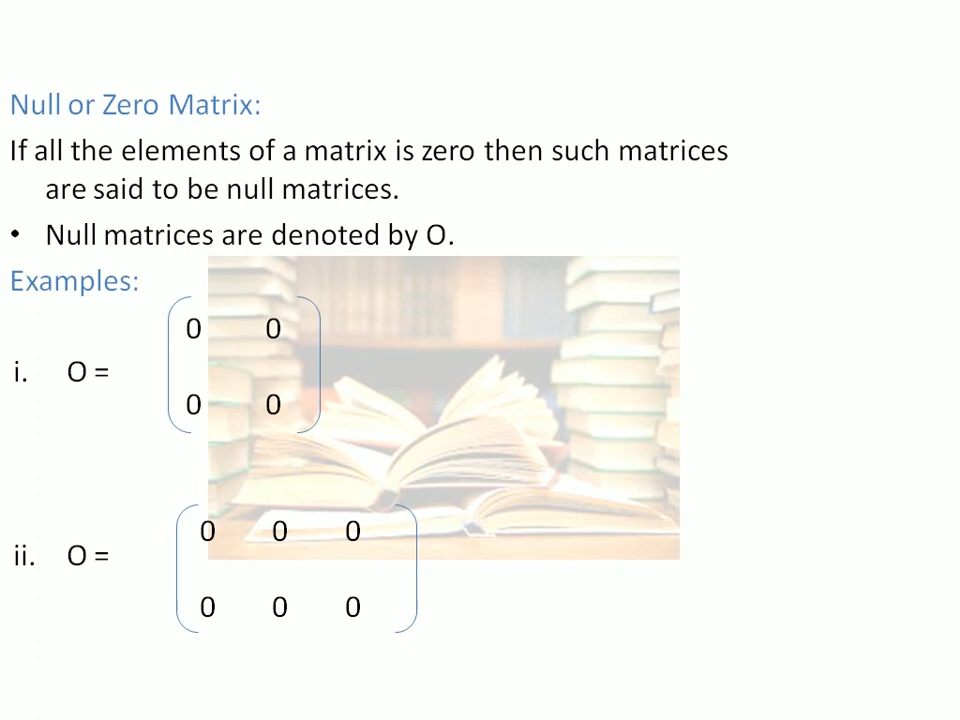 Null or Zero Matrix:
If all the elements of a matrix is zero then such matrices
are said to be null matrices.
• Null matrices are denoted by O.
Examples:
0 0
i. O =
0 0
0 0 0
ii. O =
0 0 0